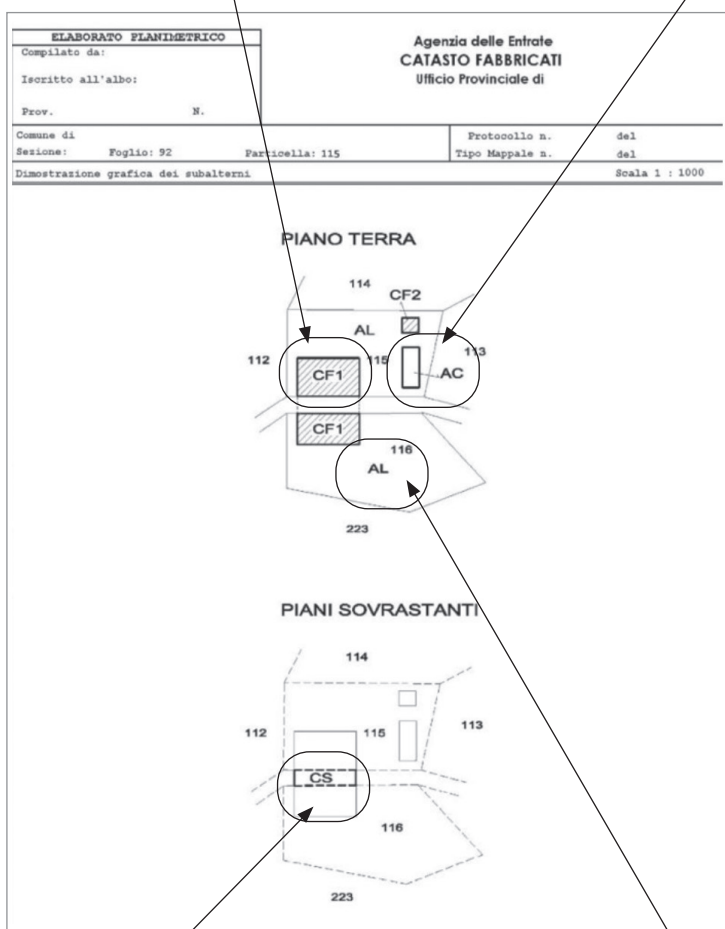 ELABORATO PLANIMETRICO
Compilato da:
Iscritto all'albo:
Prov. N.
Agenzia delle Entrate
CATASTO FABBRICATI
Ufficio Provinciale di
Comune di
Sezione: Foglio: 92 Particella: 115
Protocollo n. del
Tipo Mappale n. del
Dimostrazione grafica dei subalterni Scala 1 : 1000
PIANO TERRA
114
CF2
AL
112 115 113
CF1 AC
CF1
116
AL
223
PIANI SOVRASTANTI
114
112 115 113
CS
116
223